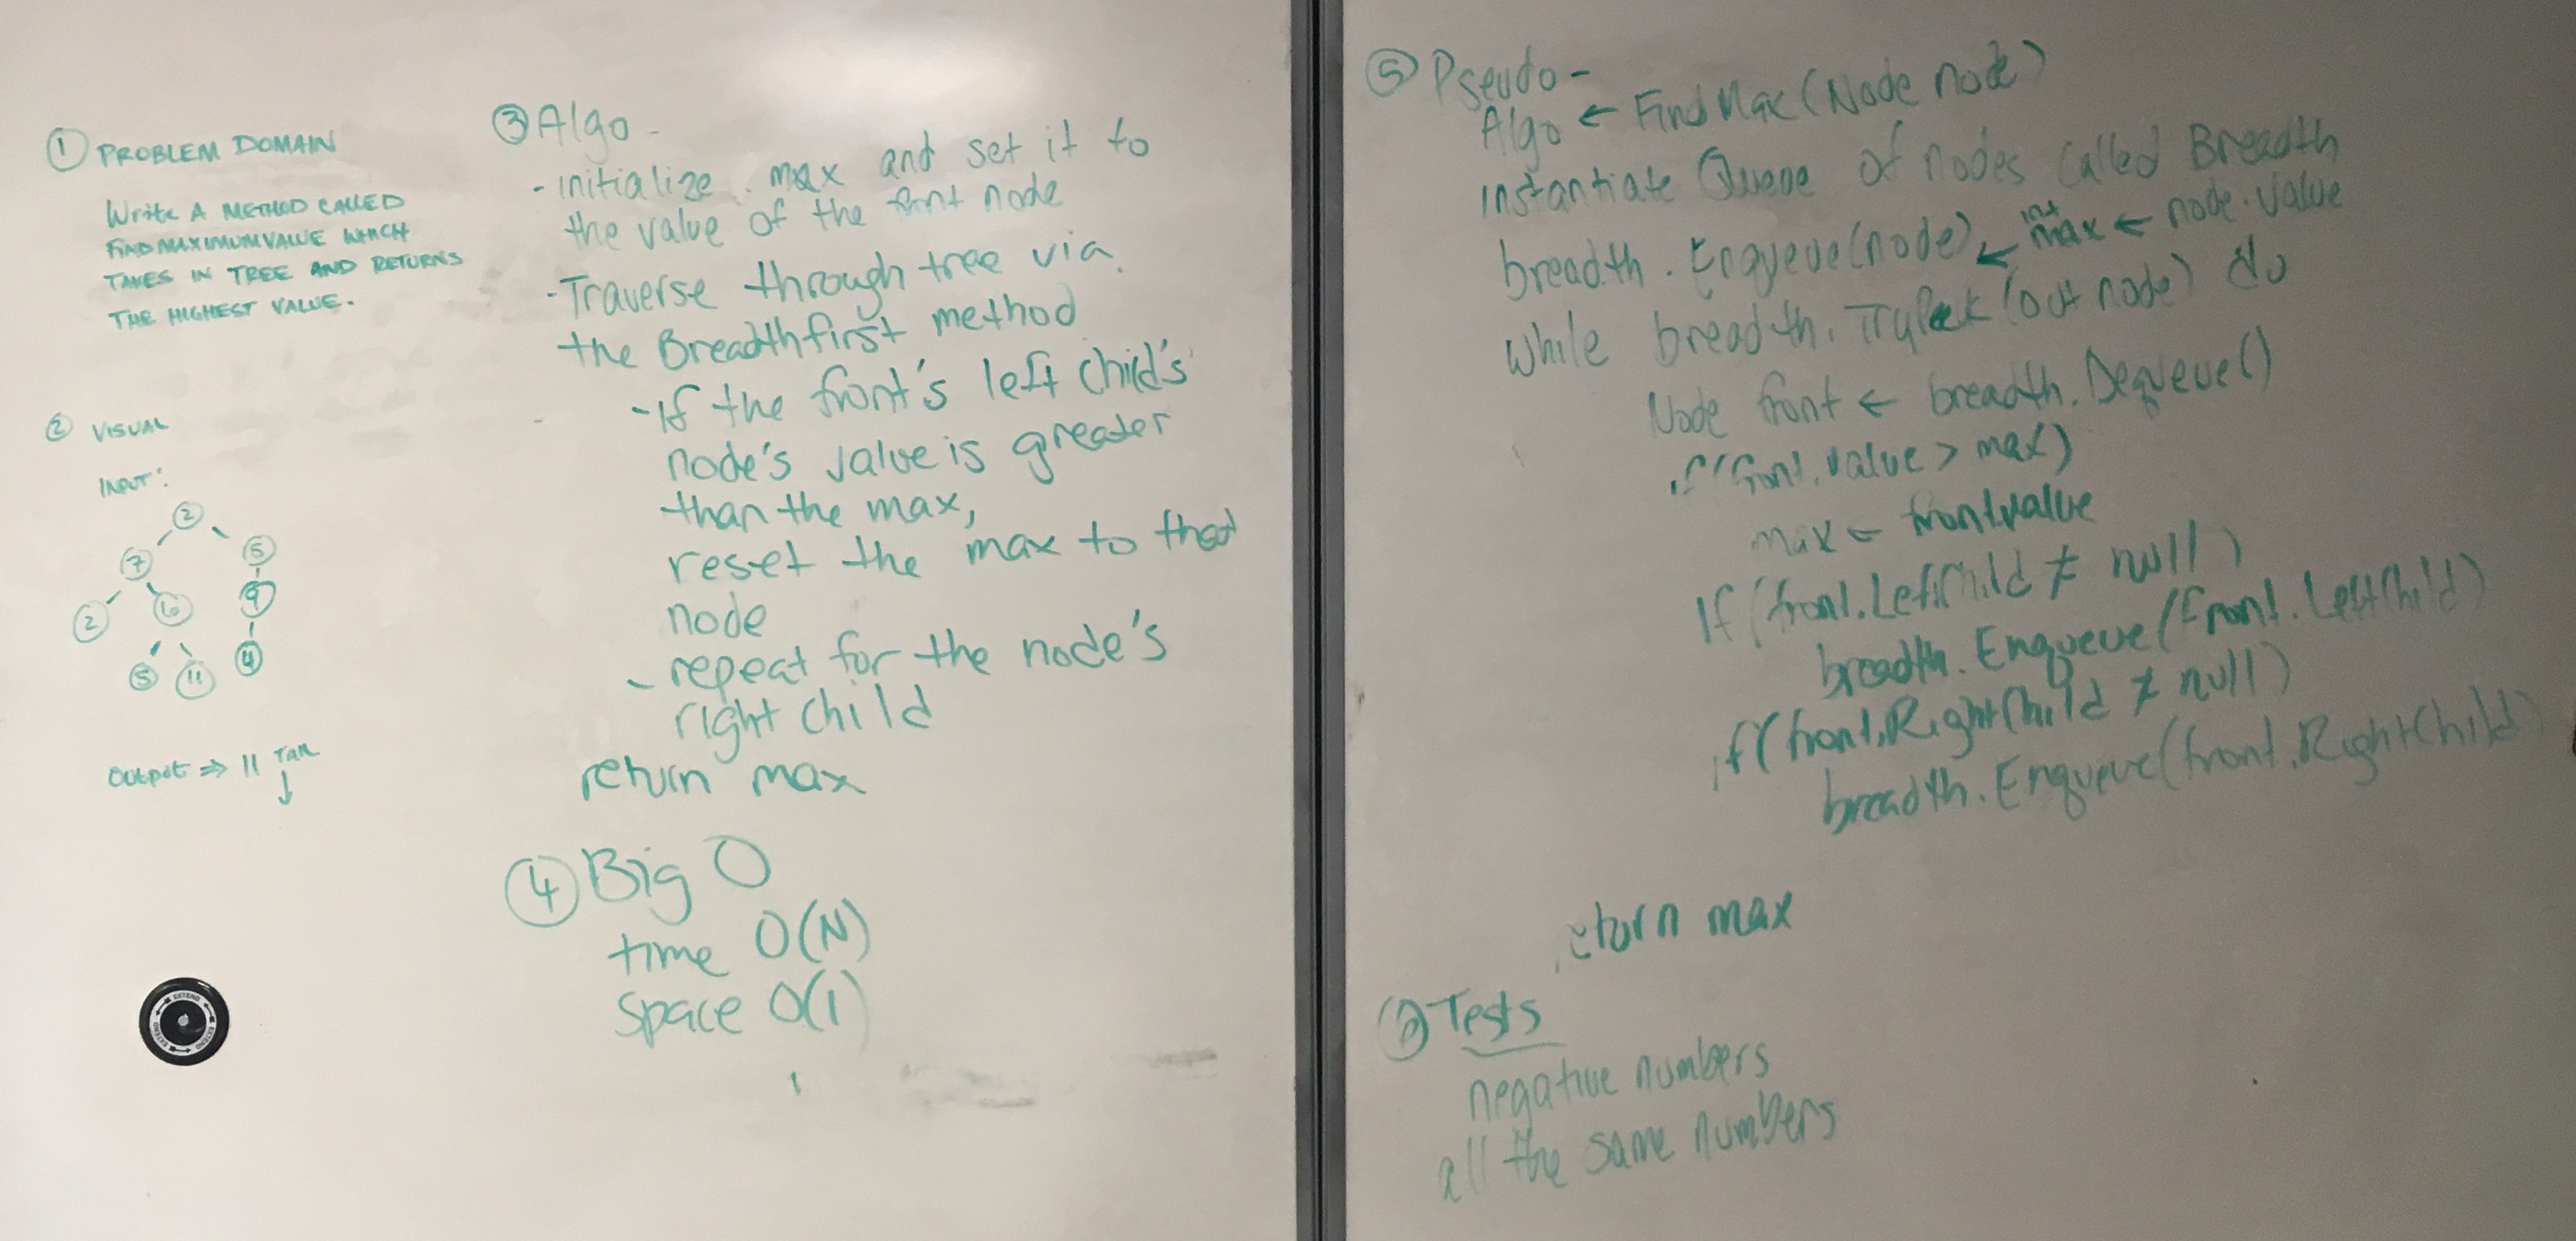 ① PROBLEM DOMAIN
WRITE A METHOD CALLED
FINDMAXIMUMVALUE WHICH
TAKES IN TREE AND RETURNS
THE HIGHEST VALUE.
② VISUAL
INPUT:
2
7 5
2 6 9
5 11 4
OUTPUT ⇒ 11
③ Algo -
- initialize max and set it to
the value of the front node
- Traverse through tree via
the Breadthfirst method
- If the front's left child's
node's value is greater
than the max,
reset the max to that
node
- repeat for the node's
right child
return max
④ Big O
time O(N)
space O(1)
EXTEND EXTEND EXTEND EXTEND
⑤ Pseudo -
Algo ← FindMax(Node node)
instantiate Queue of nodes called Breadth
breadth.Enqueue(node) ← int max ← node.value
while breadth.TryPeek(out node) do
Node front ← breadth.Dequeue()
if(front.value > max)
max ← front.value
If(front.LeftChild ≠ null)
breadth.Enqueue(Front.LeftChild)
if(front.RightChild ≠ null)
breadth.Enqueue(front.RightChild)
return max
⑥ Tests
negative numbers
all the same numbers